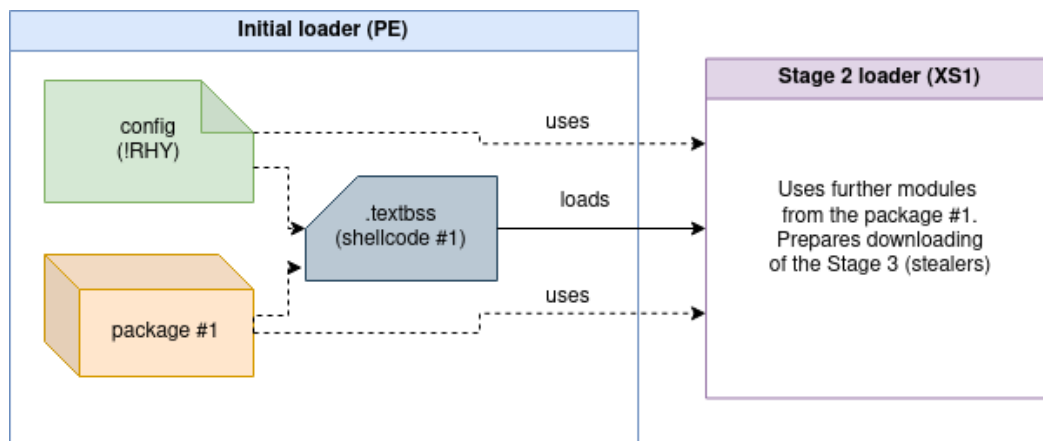 Initial loader (PE)
config
(!RHY)
uses
Stage 2 loader (XS1)
.textbss
(shellcode #1)
loads
Uses further modules
from the package #1.
Prepares downloading
of the Stage 3 (stealers)
package #1
uses